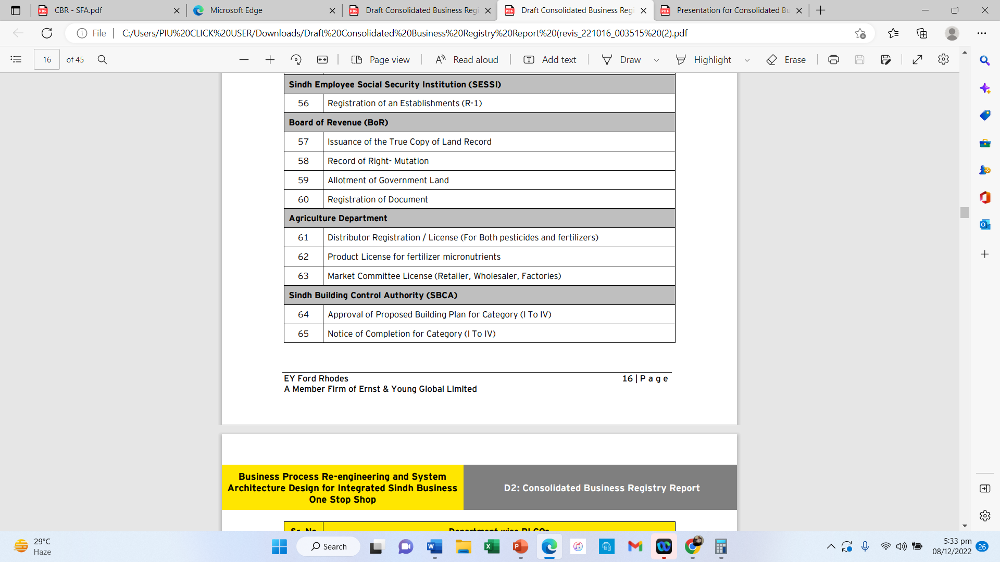 CBR - SFA.pdf
Microsoft Edge
Draft Consolidated Business Regi
Draft Consolidated Business Regi
Presentation for Consolidated Bu
File
C:/Users/PIU%20CLICK%20USER/Downloads/Draft%20Consolidated%20Business%20Registry%20Report%20(revis_221016_003515%20(2).pdf
16 of 45
Page view
Read aloud
Add text
Draw
Highlight
Erase
Sindh Employee Social Security Institution (SESSI)
56 Registration of an Establishments (R-1)
Board of Revenue (BoR)
57 Issuance of the True Copy of Land Record
58 Record of Right- Mutation
59 Allotment of Government Land
60 Registration of Document
Agriculture Department
61 Distributor Registration / License (For Both pesticides and fertilizers)
62 Product License for fertilizer micronutrients
63 Market Committee License (Retailer, Wholesaler, Factories)
Sindh Building Control Authority (SBCA)
64 Approval of Proposed Building Plan for Category (I To IV)
65 Notice of Completion for Category (I To IV)
EY Ford Rhodes 16 | P a g e
A Member Firm of Ernst & Young Global Limited
Business Process Re-engineering and System
Architecture Design for Integrated Sindh Business
One Stop Shop
D2: Consolidated Business Registry Report
Sr. No Department wise RLCOs
29°C
Haze
Search
5:33 pm
08/12/2022
26